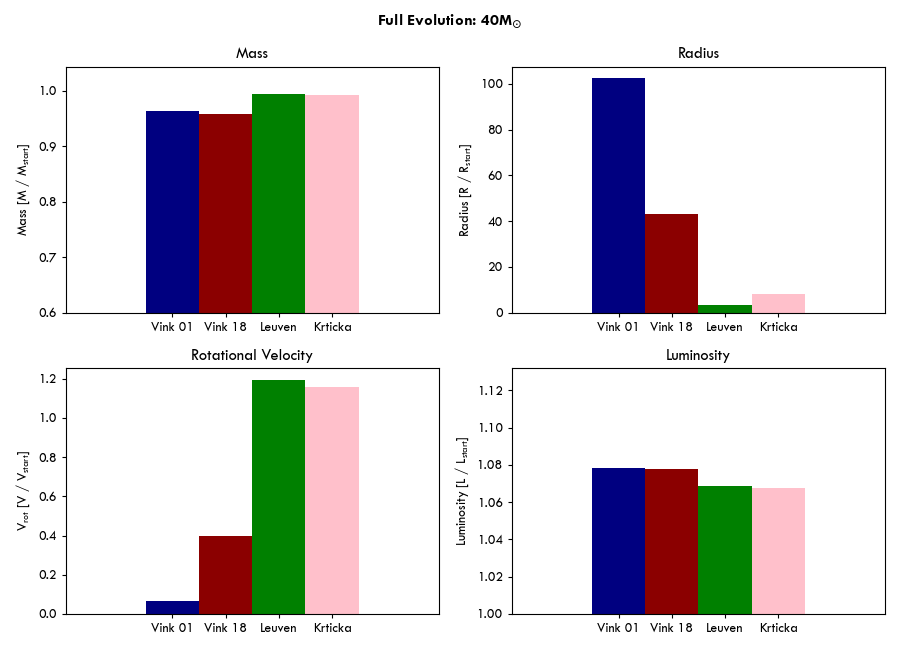 Full Evolution: 40M⊙
Mass
Mass [M / Mstart]
1.0
0.9
0.8
0.7
0.6
Vink 01 Vink 18 Leuven Krticka
Radius
Radius [R / Rstart]
100
80
60
40
20
0
Vink 01 Vink 18 Leuven Krticka
Rotational Velocity
Vrot [V / Vstart]
1.2
1.0
0.8
0.6
0.4
0.2
0.0
Vink 01 Vink 18 Leuven Krticka
Luminosity
Luminosity [L / Lstart]
1.12
1.10
1.08
1.06
1.04
1.02
1.00
Vink 01 Vink 18 Leuven Krticka